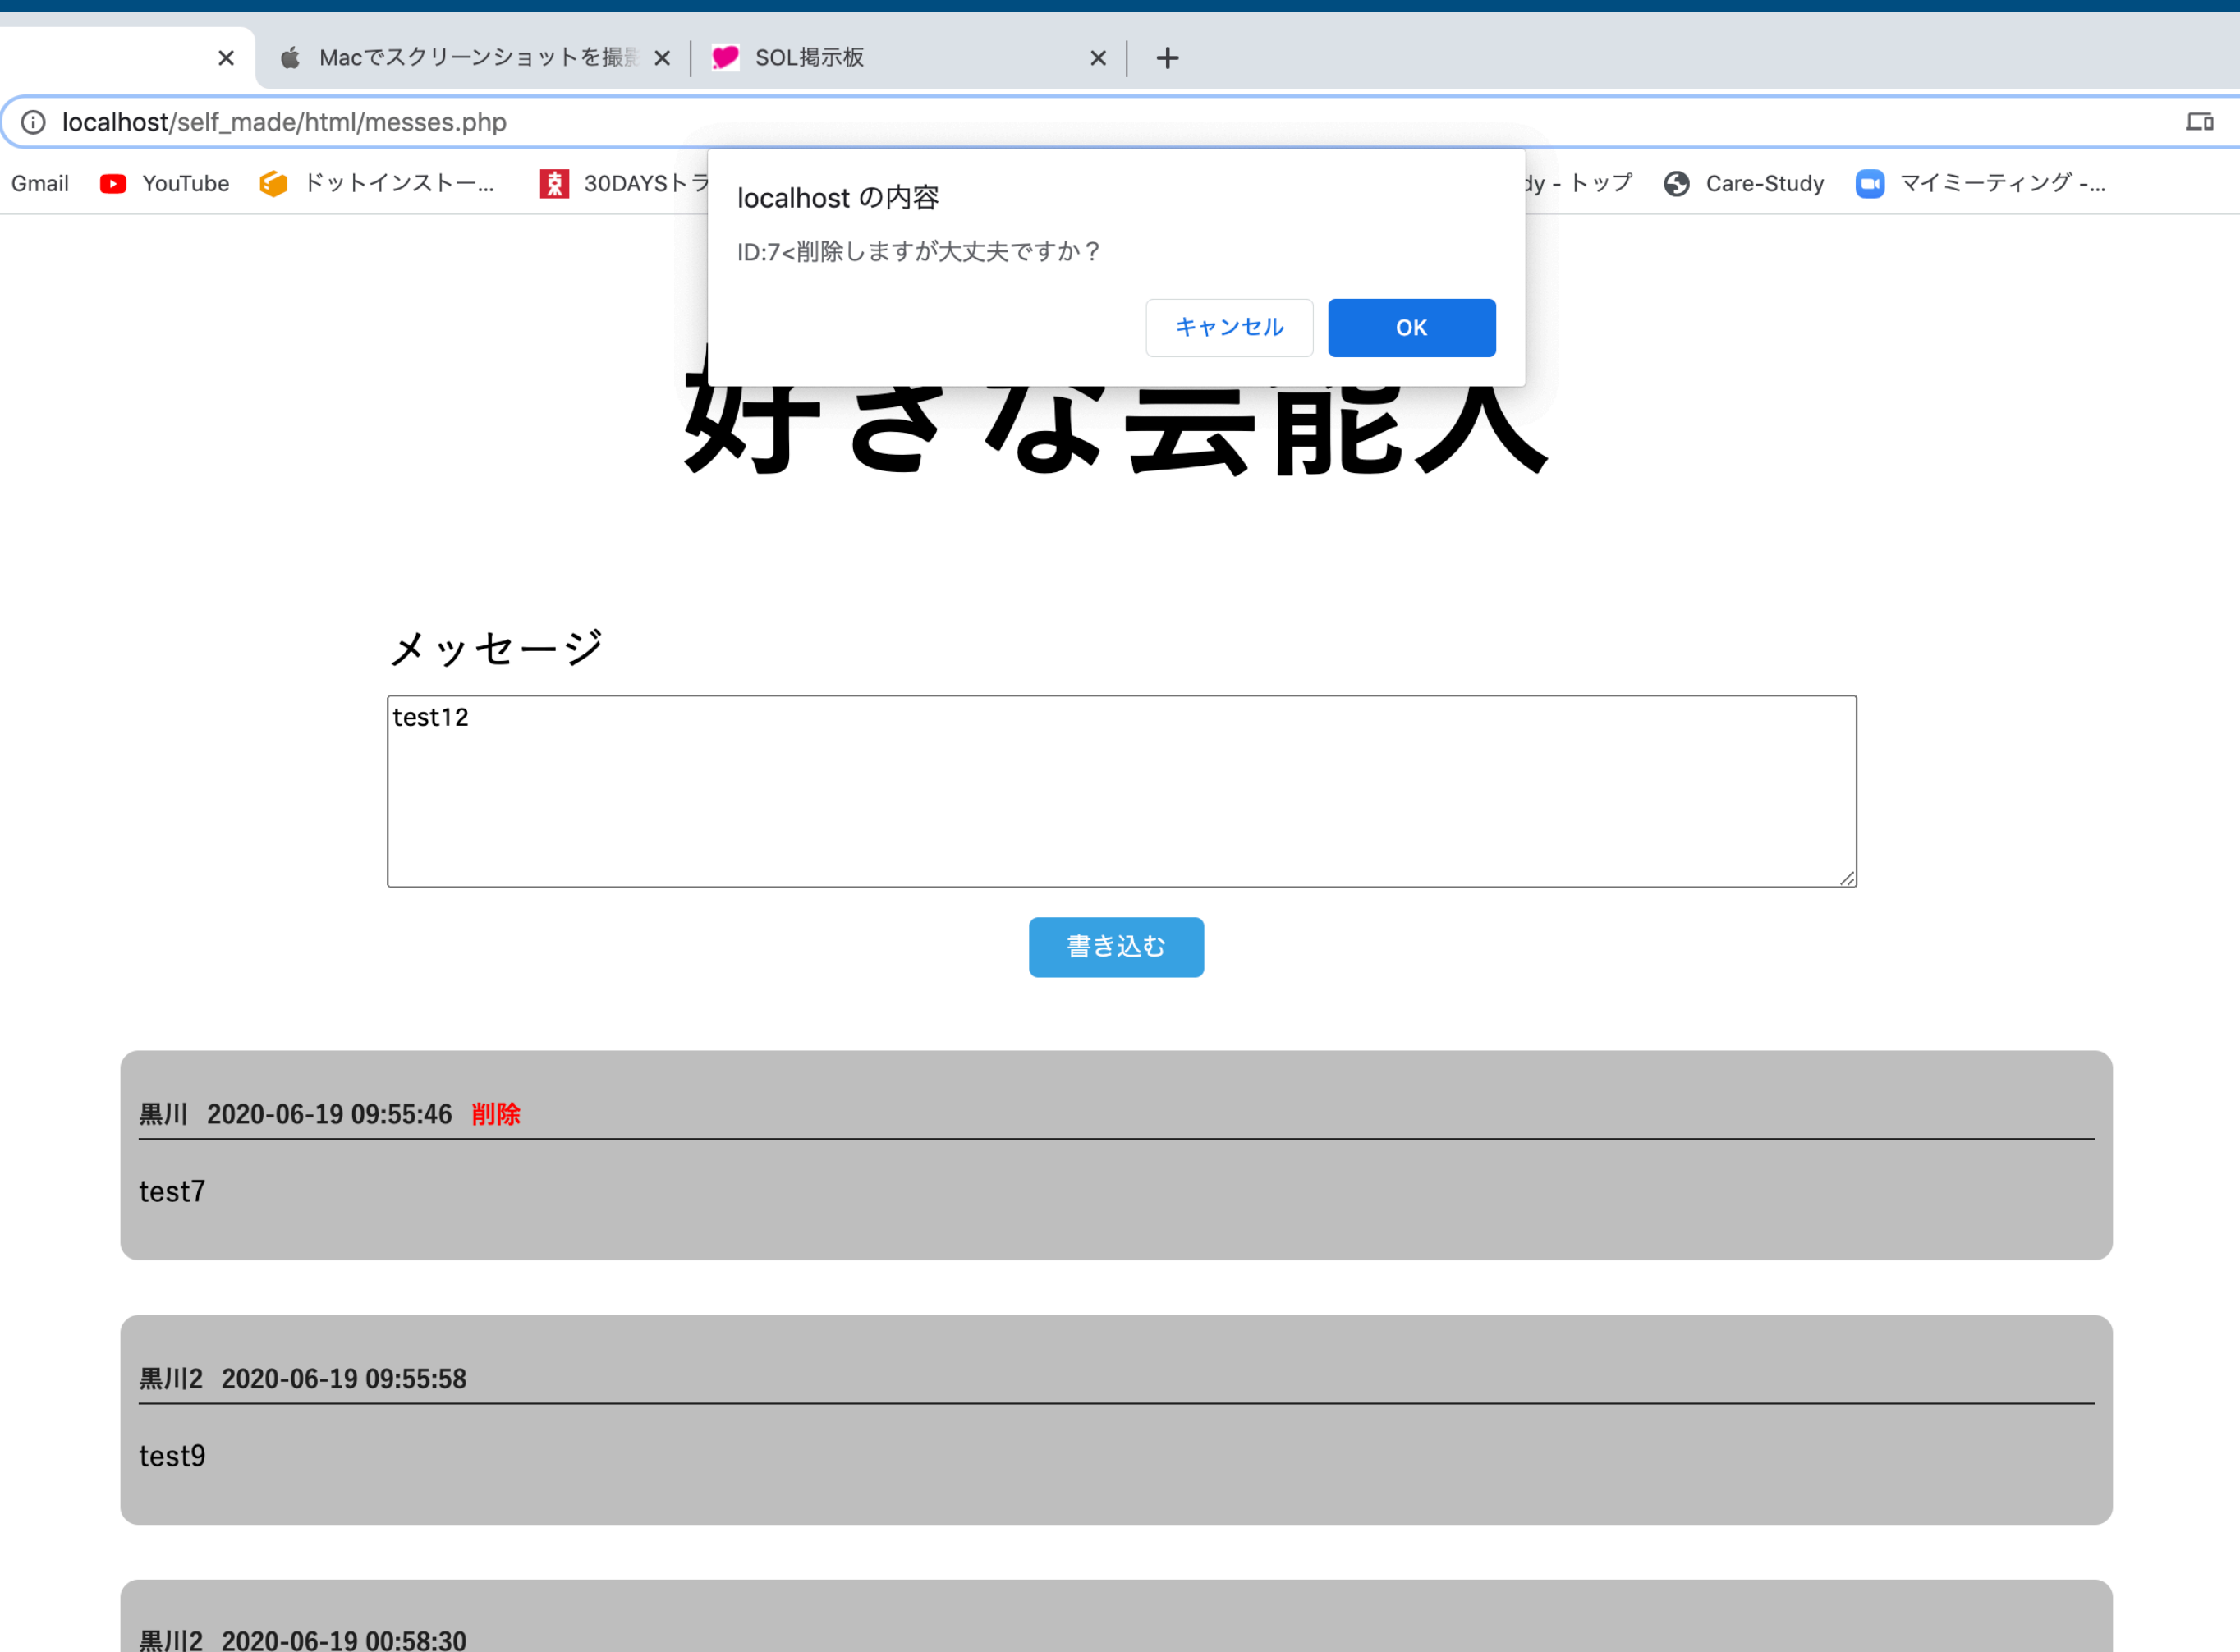 Macでスクリーンショットを撮影
SOL掲示板
localhost/self_made/html/messes.php
Gmail YouTube ドットインストー... 30DAYSトラ dy - トップ Care-Study マイミーティング -...
localhost の内容
ID:7<削除しますが大丈夫ですか？
キャンセル OK
好きな芸能人
メッセージ
test12
書き込む
黒川 2020-06-19 09:55:46 削除
test7
黒川2 2020-06-19 09:55:58
test9
黒川2 2020-06-19 00:58:30